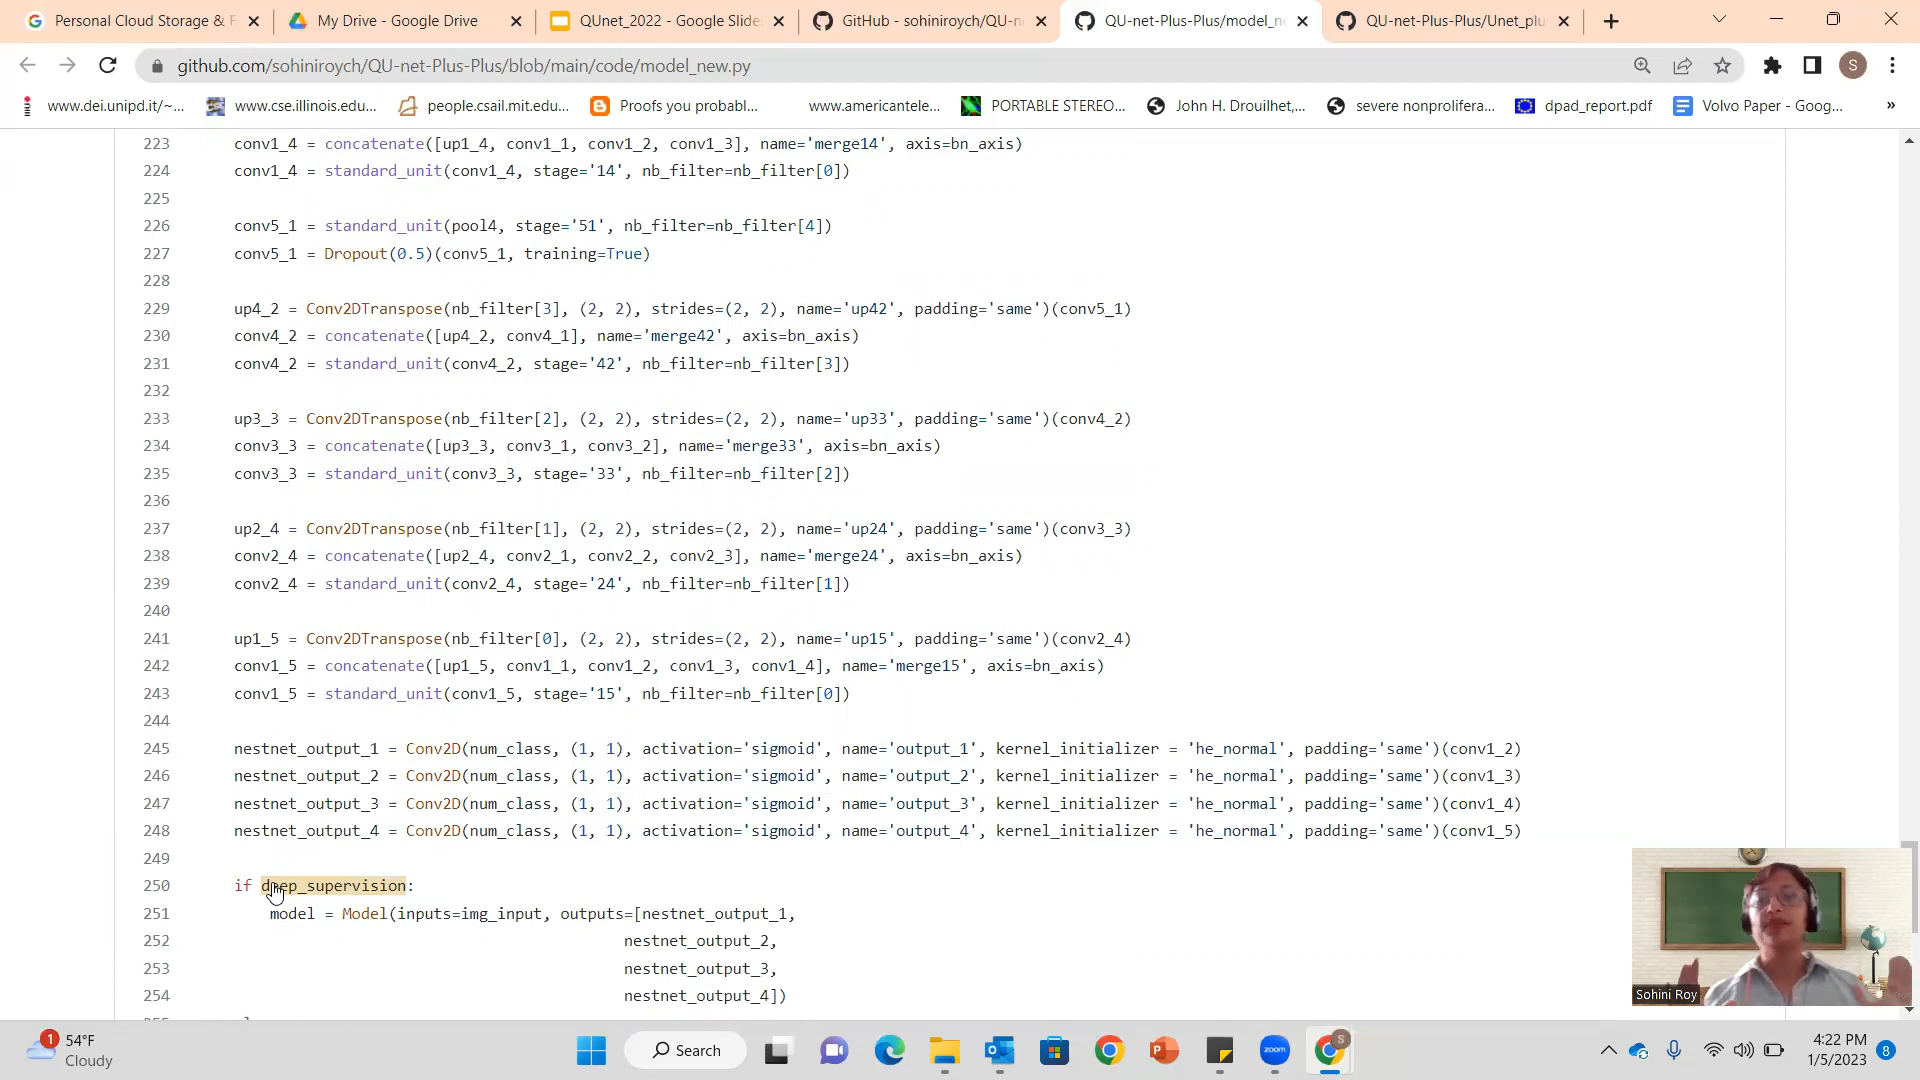 Personal Cloud Storage & F
My Drive - Google Drive
QUnet_2022 - Google Slide
GitHub - sohiniroych/QU-n
QU-net-Plus-Plus/model_n
QU-net-Plus-Plus/Unet_plu
github.com/sohiniroych/QU-net-Plus-Plus/blob/main/code/model_new.py
S
www.dei.unipd.it/~...
www.cse.illinois.edu...
people.csail.mit.edu...
Proofs you probabl...
www.americantele...
PORTABLE STEREO...
John H. Drouilhet,...
severe nonprolifera...
dpad_report.pdf
Volvo Paper - Goog...
»
223 conv1_4 = concatenate([up1_4, conv1_1, conv1_2, conv1_3], name='merge14', axis=bn_axis)
224 conv1_4 = standard_unit(conv1_4, stage='14', nb_filter=nb_filter[0])
225
226 conv5_1 = standard_unit(pool4, stage='51', nb_filter=nb_filter[4])
227 conv5_1 = Dropout(0.5)(conv5_1, training=True)
228
229 up4_2 = Conv2DTranspose(nb_filter[3], (2, 2), strides=(2, 2), name='up42', padding='same')(conv5_1)
230 conv4_2 = concatenate([up4_2, conv4_1], name='merge42', axis=bn_axis)
231 conv4_2 = standard_unit(conv4_2, stage='42', nb_filter=nb_filter[3])
232
233 up3_3 = Conv2DTranspose(nb_filter[2], (2, 2), strides=(2, 2), name='up33', padding='same')(conv4_2)
234 conv3_3 = concatenate([up3_3, conv3_1, conv3_2], name='merge33', axis=bn_axis)
235 conv3_3 = standard_unit(conv3_3, stage='33', nb_filter=nb_filter[2])
236
237 up2_4 = Conv2DTranspose(nb_filter[1], (2, 2), strides=(2, 2), name='up24', padding='same')(conv3_3)
238 conv2_4 = concatenate([up2_4, conv2_1, conv2_2, conv2_3], name='merge24', axis=bn_axis)
239 conv2_4 = standard_unit(conv2_4, stage='24', nb_filter=nb_filter[1])
240
241 up1_5 = Conv2DTranspose(nb_filter[0], (2, 2), strides=(2, 2), name='up15', padding='same')(conv2_4)
242 conv1_5 = concatenate([up1_5, conv1_1, conv1_2, conv1_3, conv1_4], name='merge15', axis=bn_axis)
243 conv1_5 = standard_unit(conv1_5, stage='15', nb_filter=nb_filter[0])
244
245 nestnet_output_1 = Conv2D(num_class, (1, 1), activation='sigmoid', name='output_1', kernel_initializer = 'he_normal', padding='same')(conv1_2)
246 nestnet_output_2 = Conv2D(num_class, (1, 1), activation='sigmoid', name='output_2', kernel_initializer = 'he_normal', padding='same')(conv1_3)
247 nestnet_output_3 = Conv2D(num_class, (1, 1), activation='sigmoid', name='output_3', kernel_initializer = 'he_normal', padding='same')(conv1_4)
248 nestnet_output_4 = Conv2D(num_class, (1, 1), activation='sigmoid', name='output_4', kernel_initializer = 'he_normal', padding='same')(conv1_5)
249
250 if deep_supervision:
251 model = Model(inputs=img_input, outputs=[nestnet_output_1,
252 nestnet_output_2,
253 nestnet_output_3,
254 nestnet_output_4])
Sohini Roy
1
54°F
Cloudy
Search
zoom
S
4:22 PM
1/5/2023
8